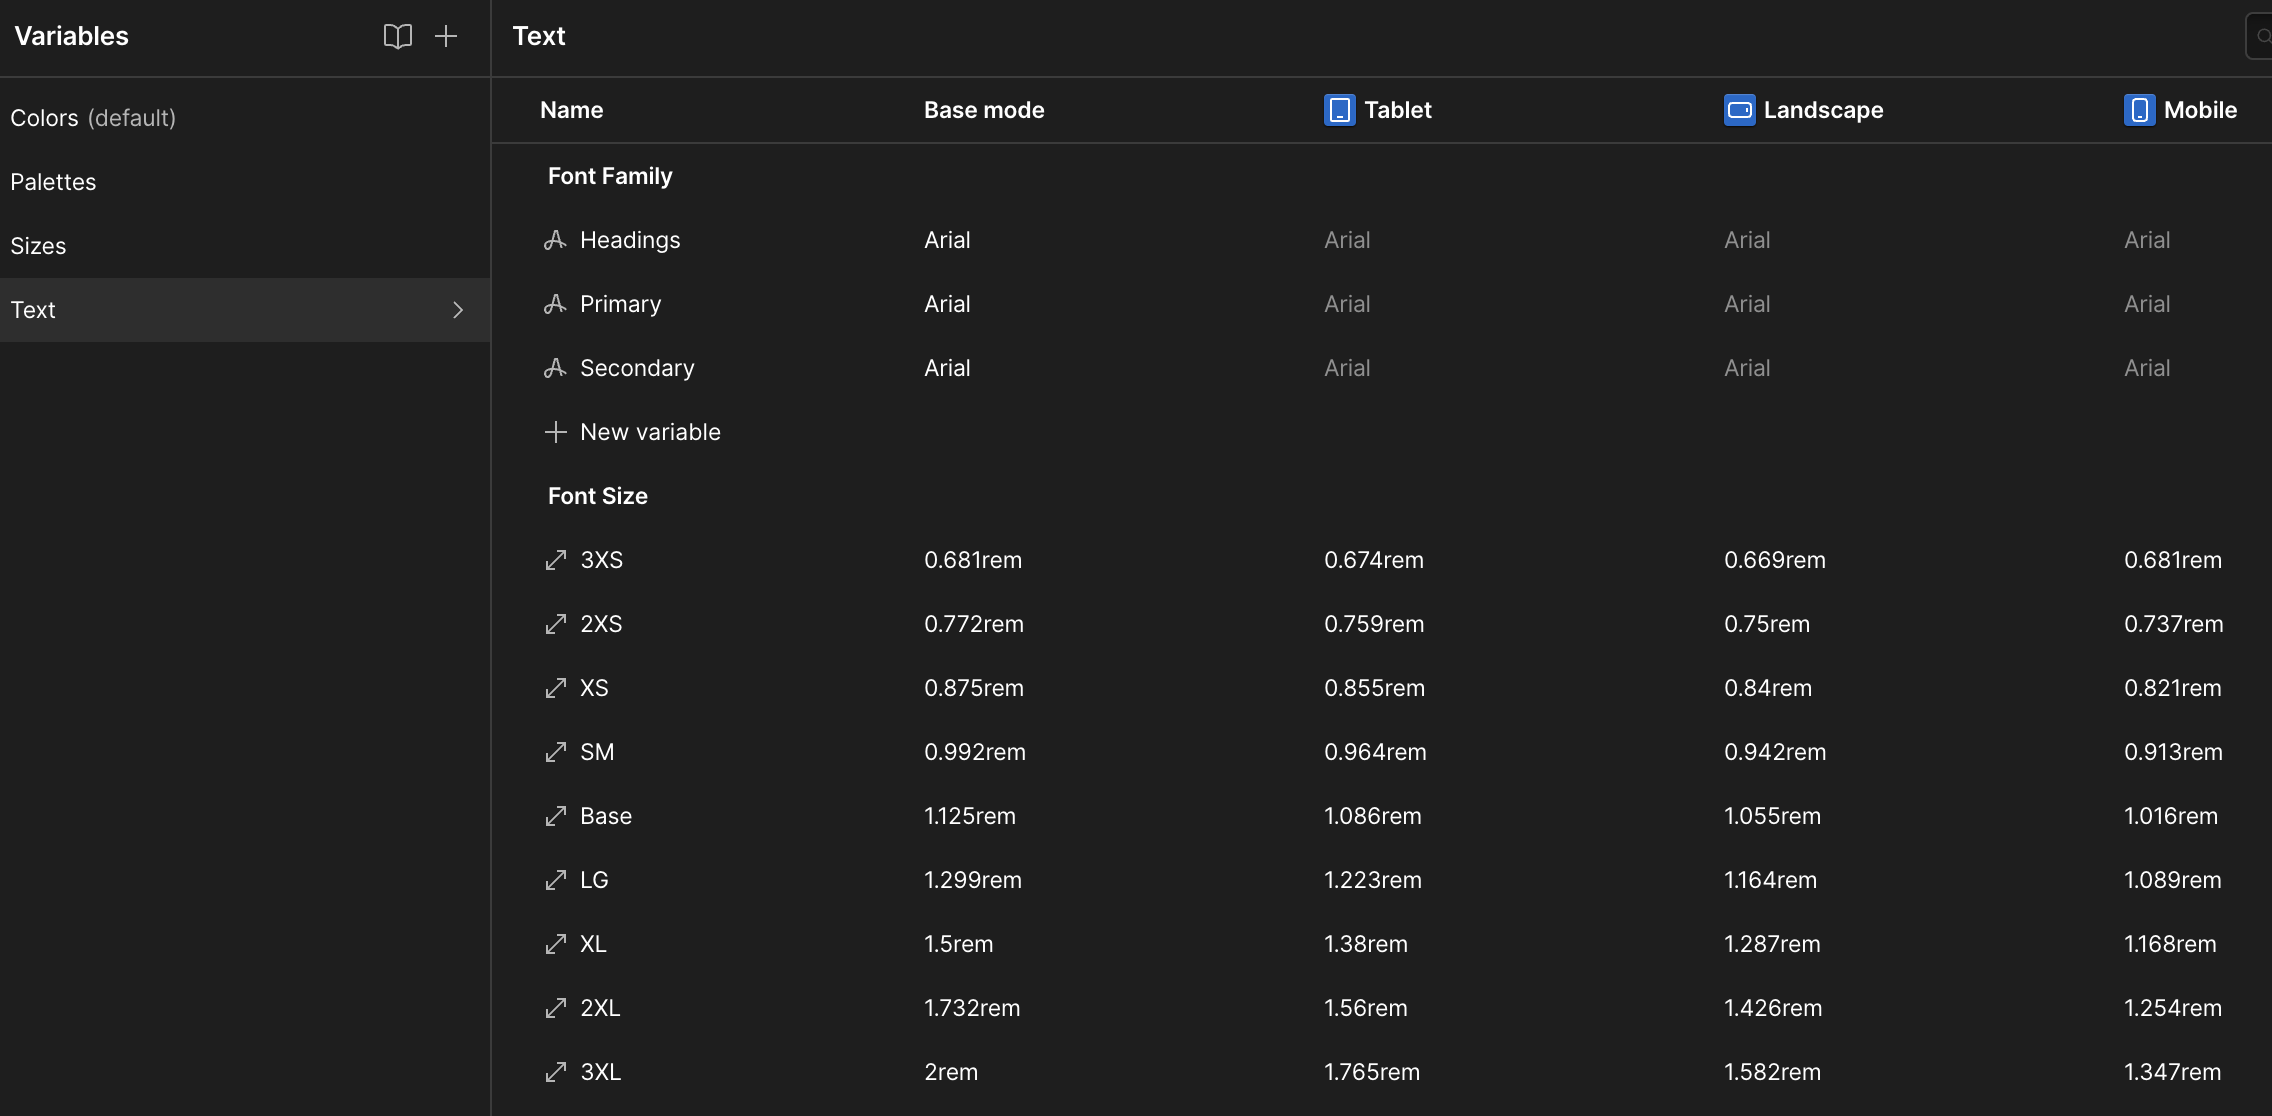 Variables
Text
Colors (default)
Palettes
Sizes
Text
Name Base mode Tablet Landscape Mobile
Font Family
Headings Arial Arial Arial Arial
Primary Arial Arial Arial Arial
Secondary Arial Arial Arial Arial
New variable
Font Size
3XS 0.681rem 0.674rem 0.669rem 0.681rem
2XS 0.772rem 0.759rem 0.75rem 0.737rem
XS 0.875rem 0.855rem 0.84rem 0.821rem
SM 0.992rem 0.964rem 0.942rem 0.913rem
Base 1.125rem 1.086rem 1.055rem 1.016rem
LG 1.299rem 1.223rem 1.164rem 1.089rem
XL 1.5rem 1.38rem 1.287rem 1.168rem
2XL 1.732rem 1.56rem 1.426rem 1.254rem
3XL 2rem 1.765rem 1.582rem 1.347rem